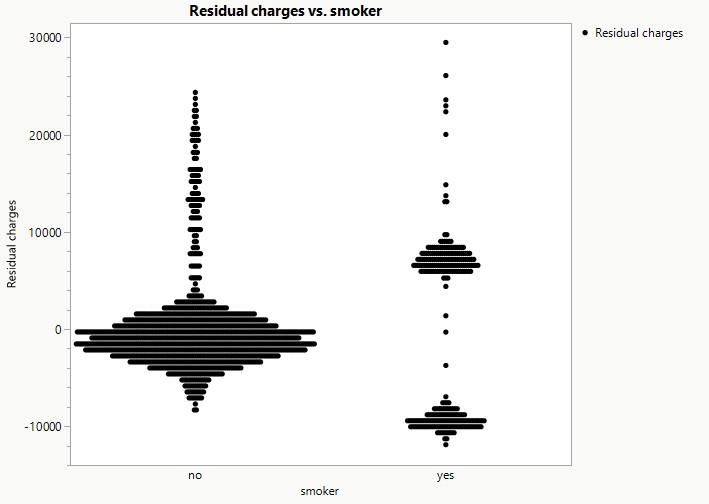 Residual charges vs. smoker
Residual charges
30000
20000
10000
0
-10000
Residual charges
no
yes
smoker